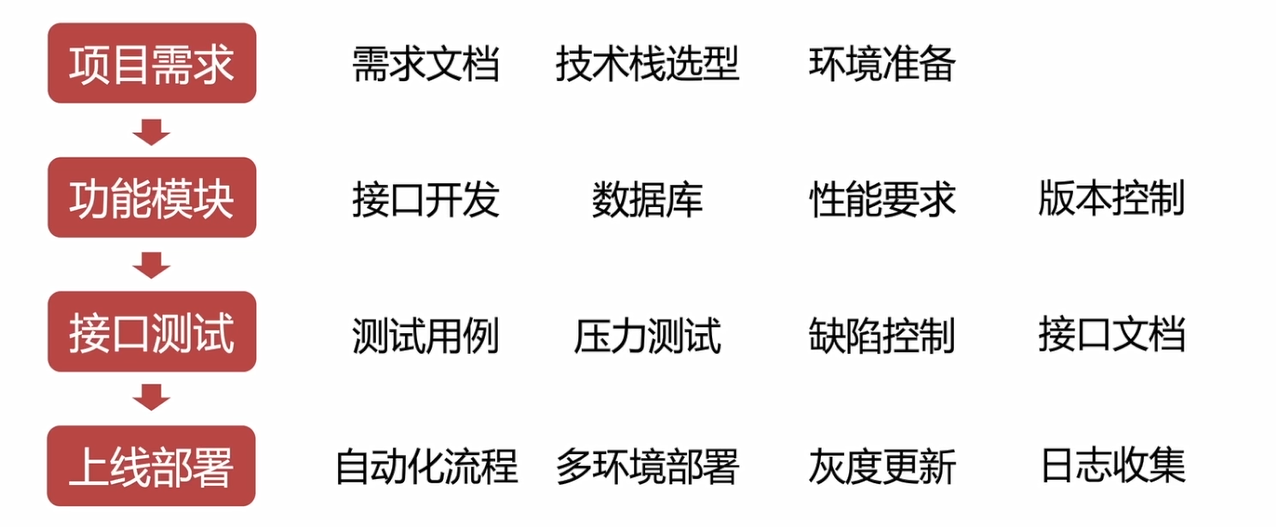 项目需求 需求文档 技术栈选型 环境准备
功能模块 接口开发 数据库 性能要求 版本控制
接口测试 测试用例 压力测试 缺陷控制 接口文档
上线部署 自动化流程 多环境部署 灰度更新 日志收集